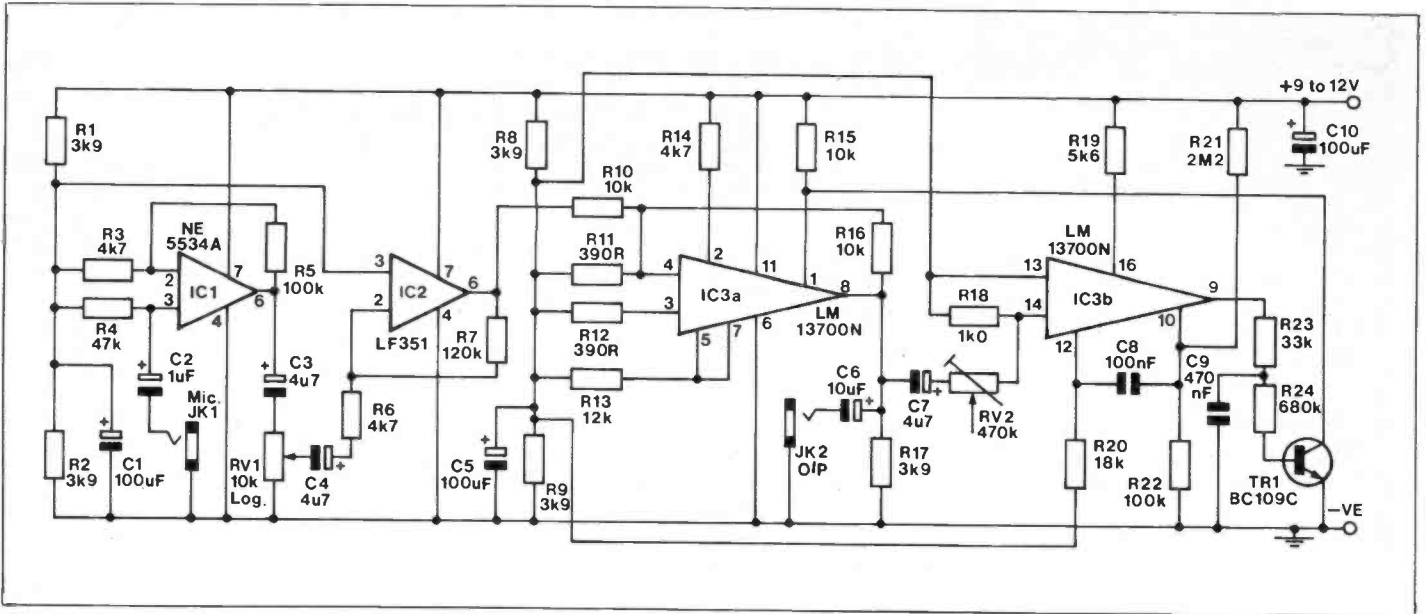 R1
3k9
R3
4k7
R4
47k
R2
3k9
C1
100uF
C2
1uF
Mic.
JK1
NE
5534A
IC1
2
3
7
6
4
R5
100k
C3
4u7
RV1
10k
Log.
C4
4u7
R6
4k7
3
2
7
6
4
IC2
LF351
R7
120k
R8
3k9
R10
10k
R11
390R
R12
390R
R13
12k
C5
100uF
R9
3k9
R14
4k7
R15
10k
R16
10k
4
3
2
11
1
8
5
7
6
IC3a
LM
13700N
C6
10uF
JK2
O/P
R17
3k9
C7
4u7
RV2
470k
R18
1k0
LM
13700N
13
14
16
9
10
12
IC3b
R19
5k6
R21
2M2
C8
100nF
C9
470
nF
R20
18k
R22
100k
R23
33k
R24
680k
TR1
BC109C
+9 to 12V
C10
100uF
+
+
+
+
+
+
+
+
-VE